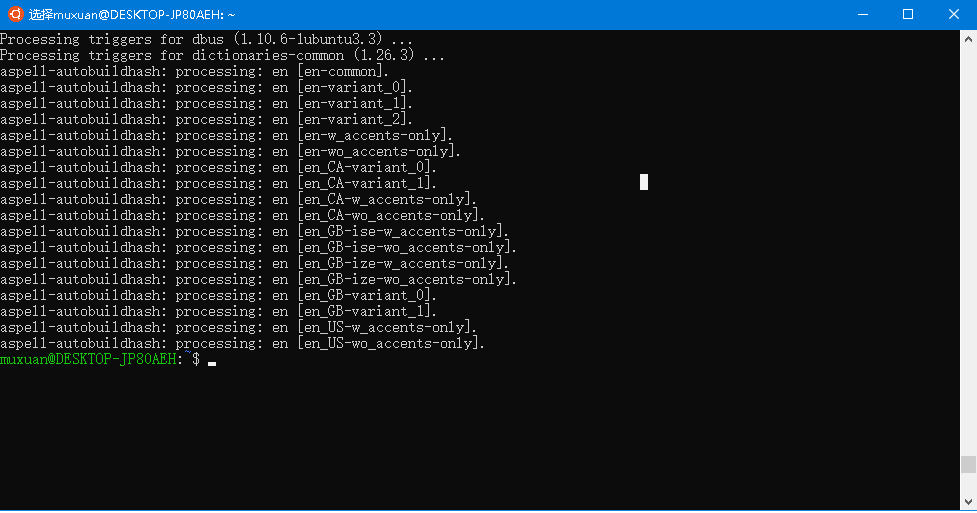 选择muxuan@DESKTOP-JP80AEH: ~
Processing triggers for dbus (1.10.6-1ubuntu3.3) ...
Processing triggers for dictionaries-common (1.26.3) ...
aspell-autobuildhash: processing: en [en-common].
aspell-autobuildhash: processing: en [en-variant_0].
aspell-autobuildhash: processing: en [en-variant_1].
aspell-autobuildhash: processing: en [en-variant_2].
aspell-autobuildhash: processing: en [en-w_accents-only].
aspell-autobuildhash: processing: en [en-wo_accents-only].
aspell-autobuildhash: processing: en [en_CA-variant_0].
aspell-autobuildhash: processing: en [en_CA-variant_1].
aspell-autobuildhash: processing: en [en_CA-w_accents-only].
aspell-autobuildhash: processing: en [en_CA-wo_accents-only].
aspell-autobuildhash: processing: en [en_GB-ise-w_accents-only].
aspell-autobuildhash: processing: en [en_GB-ise-wo_accents-only].
aspell-autobuildhash: processing: en [en_GB-ize-w_accents-only].
aspell-autobuildhash: processing: en [en_GB-ize-wo_accents-only].
aspell-autobuildhash: processing: en [en_GB-variant_0].
aspell-autobuildhash: processing: en [en_GB-variant_1].
aspell-autobuildhash: processing: en [en_US-w_accents-only].
aspell-autobuildhash: processing: en [en_US-wo_accents-only].
muxuan@DESKTOP-JP80AEH:~$